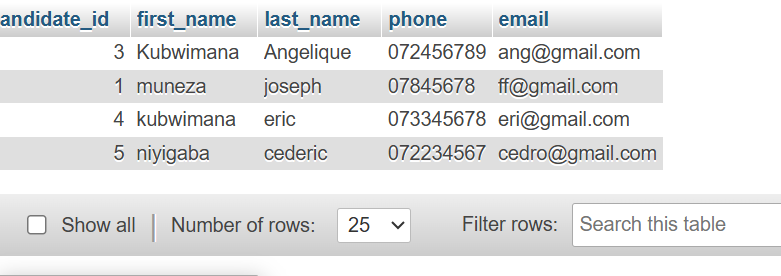 andidate_id first_name last_name phone email
3 Kubwimana Angelique 072456789 ang@gmail.com
1 muneza joseph 07845678 ff@gmail.com
4 kubwimana eric 073345678 eri@gmail.com
5 niyigaba cederic 072234567 cedro@gmail.com
Show all | Number of rows: 25 Filter rows: Search this table